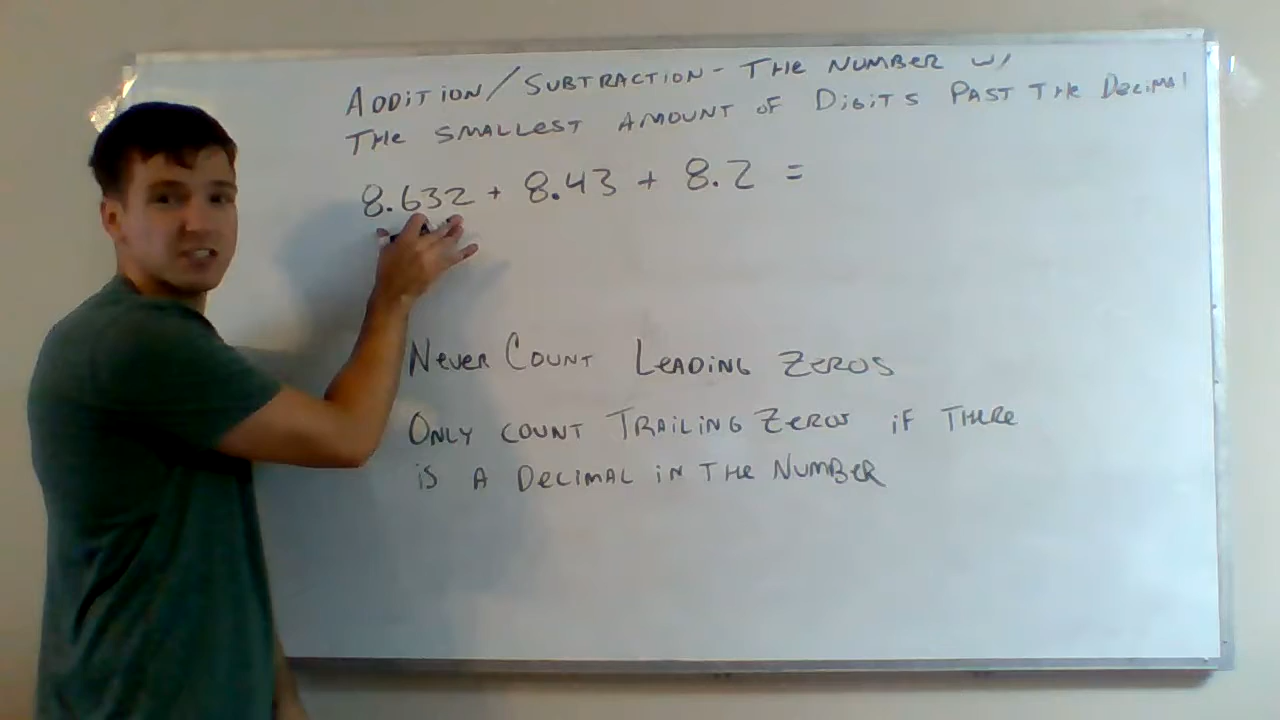 ADDITION/SUBTRACTION - THE NUMBER W/
THE SMALLEST AMOUNT OF DIGITS PAST THE DECIMAL
8.632 + 8.43 + 8.2 =
NEVER COUNT LEADING ZEROS
ONLY COUNT TRAILING ZEROS IF THERE
IS A DECIMAL IN THE NUMBER